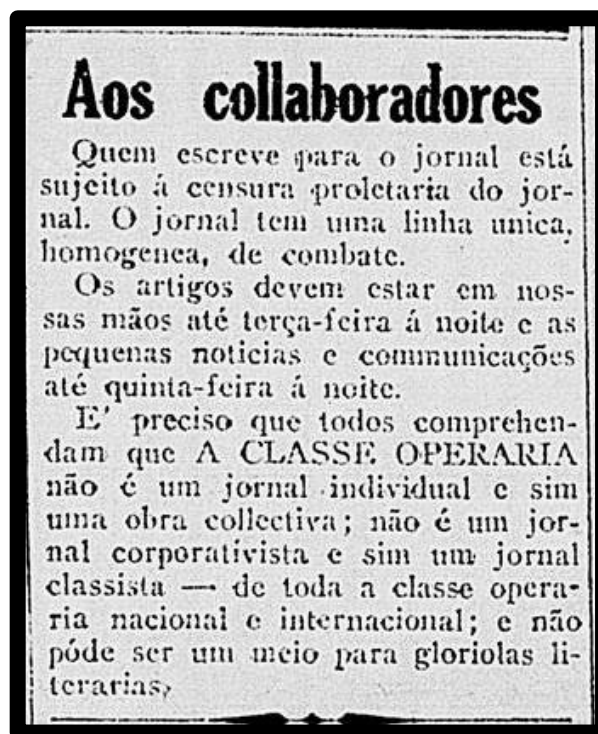 Aos collaboradores
Quem escreve para o jornal está
sujeito á censura proletaria do jor-
nal. O jornal tem uma linha unica,
homogenea, de combate.
Os artigos devem estar em nos-
sas mãos até terça-feira á noite e as
pequenas noticias e communicações
até quinta-feira á noite.
E' preciso que todos comprehen-
dam que A CLASSE OPERARIA
não é um jornal individual e sim
uma obra collectiva; não é um jor-
nal corporativista e sim um jornal
classista — de toda a classe opera-
ria nacional e internacional; e não
póde ser um meio para gloriolas li-
terarias.